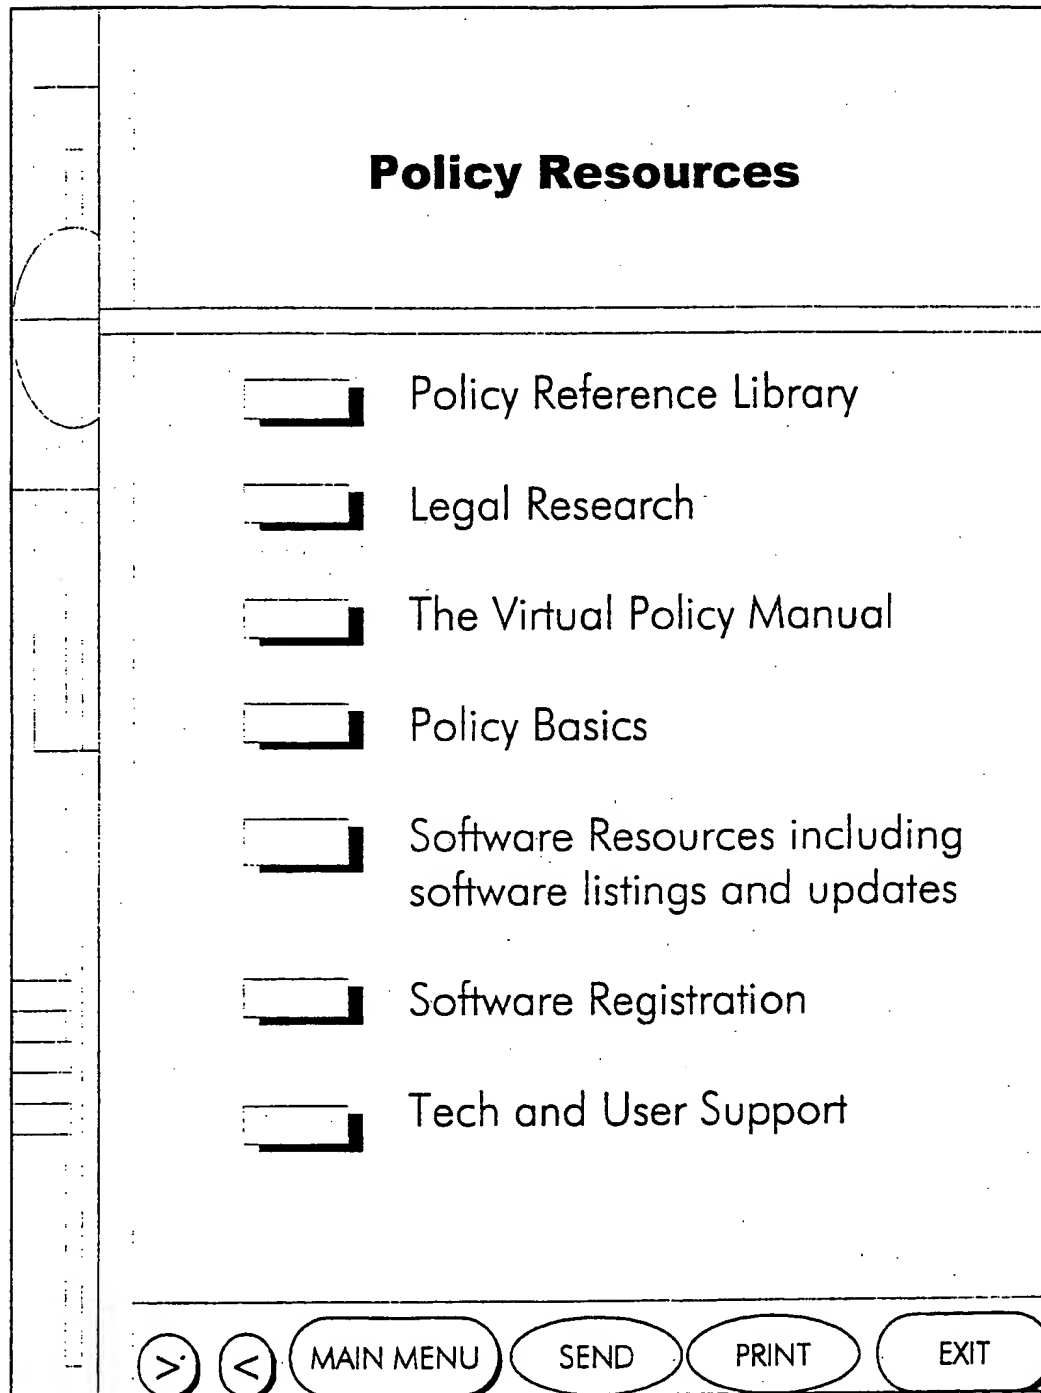 Policy Resources
Policy Reference Library
Legal Research
The Virtual Policy Manual
Policy Basics
Software Resources including
software listings and updates
Software Registration
Tech and User Support
> < MAIN MENU SEND PRINT EXIT